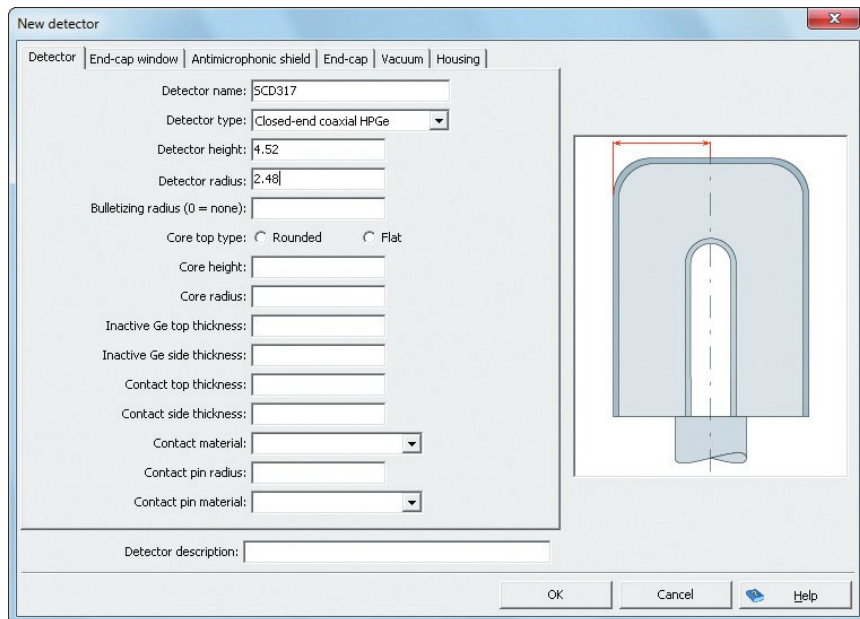 New detector
Detector End-cap window Antimicrophonic shield End-cap Vacuum Housing
Detector name: SCD317
Detector type: Closed-end coaxial HPGe
Detector height: 4.52
Detector radius: 2.48
Bulletizing radius (0 = none):
Core top type: Rounded Flat
Core height:
Core radius:
Inactive Ge top thickness:
Inactive Ge side thickness:
Contact top thickness:
Contact side thickness:
Contact material:
Contact pin radius:
Contact pin material:
Detector description:
OK Cancel Help